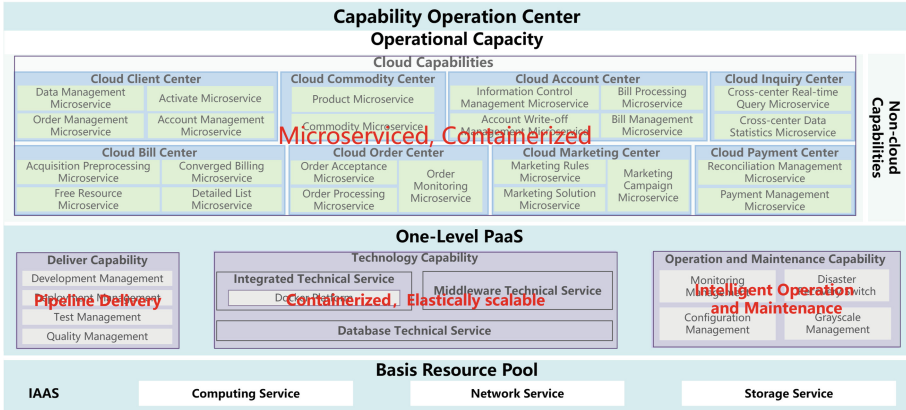 Capability Operation Center
Operational Capacity
Cloud Capabilities
Non-cloud
Capabilities
Cloud Client Center
Data Management
Microservice
Activate Microservice
Order Management
Microservice
Account Management
Microservice
Cloud Commodity Center
Product Microservice
Commodity Microservice
Cloud Account Center
Information Control
Management Microservice
Bill Processing
Microservice
Account Write-off
Management Microservice
Bill Management
Microservice
Cloud Inquiry Center
Cross-center Real-time
Query Microservice
Cross-center Data
Statistics Microservice
Microserviced, Containerized
Cloud Bill Center
Acquisition Preprocessing
Microservice
Converged Billing
Microservice
Free Resource
Microservice
Detailed List
Microservice
Cloud Order Center
Order Acceptance
Microservice
Order Processing
Microservice
Order
Monitoring
Microservice
Cloud Marketing Center
Marketing Rules
Microservice
Marketing Solution
Microservice
Marketing
Campaign
Microservice
Cloud Payment Center
Reconciliation Management
Microservice
Payment Management
Microservice
One-Level PaaS
Deliver Capability
Development Management
Deployment Management
Pipeline Delivery
Test Management
Quality Management
Technology Capability
Integrated Technical Service
Docker Platform
Middleware Technical Service
Containerized, Elastically scalable
Database Technical Service
Operation and Maintenance Capability
Monitoring
Management
Disaster
Recovery Switch
Intelligent Operation
and Maintenance
Configuration
Management
Grayscale
Management
Basis Resource Pool
IAAS
Computing Service
Network Service
Storage Service